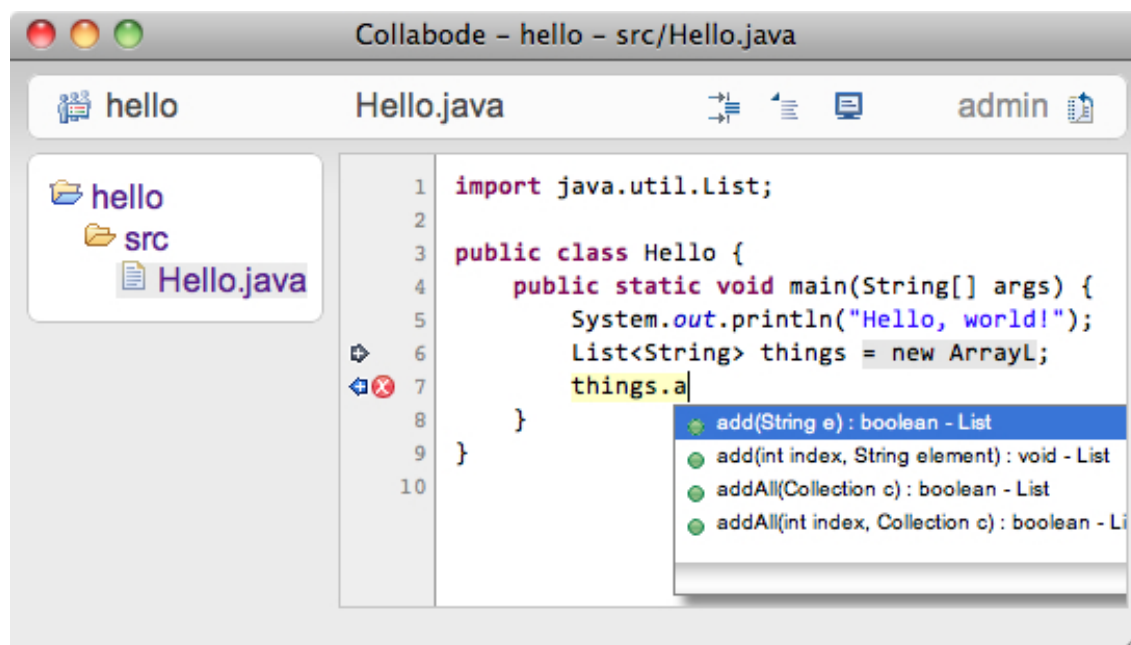 Collabode – hello – src/Hello.java
hello Hello.java admin
hello
src
Hello.java
1 import java.util.List;
2
3 public class Hello {
4 public static void main(String[] args) {
5 System.out.println("Hello, world!");
6 List<String> things = new ArrayL;
7 things.a
8 }
9 }
10
add(String e) : boolean - List
add(int index, String element) : void - List
addAll(Collection c) : boolean - List
addAll(int index, Collection c) : boolean - Li